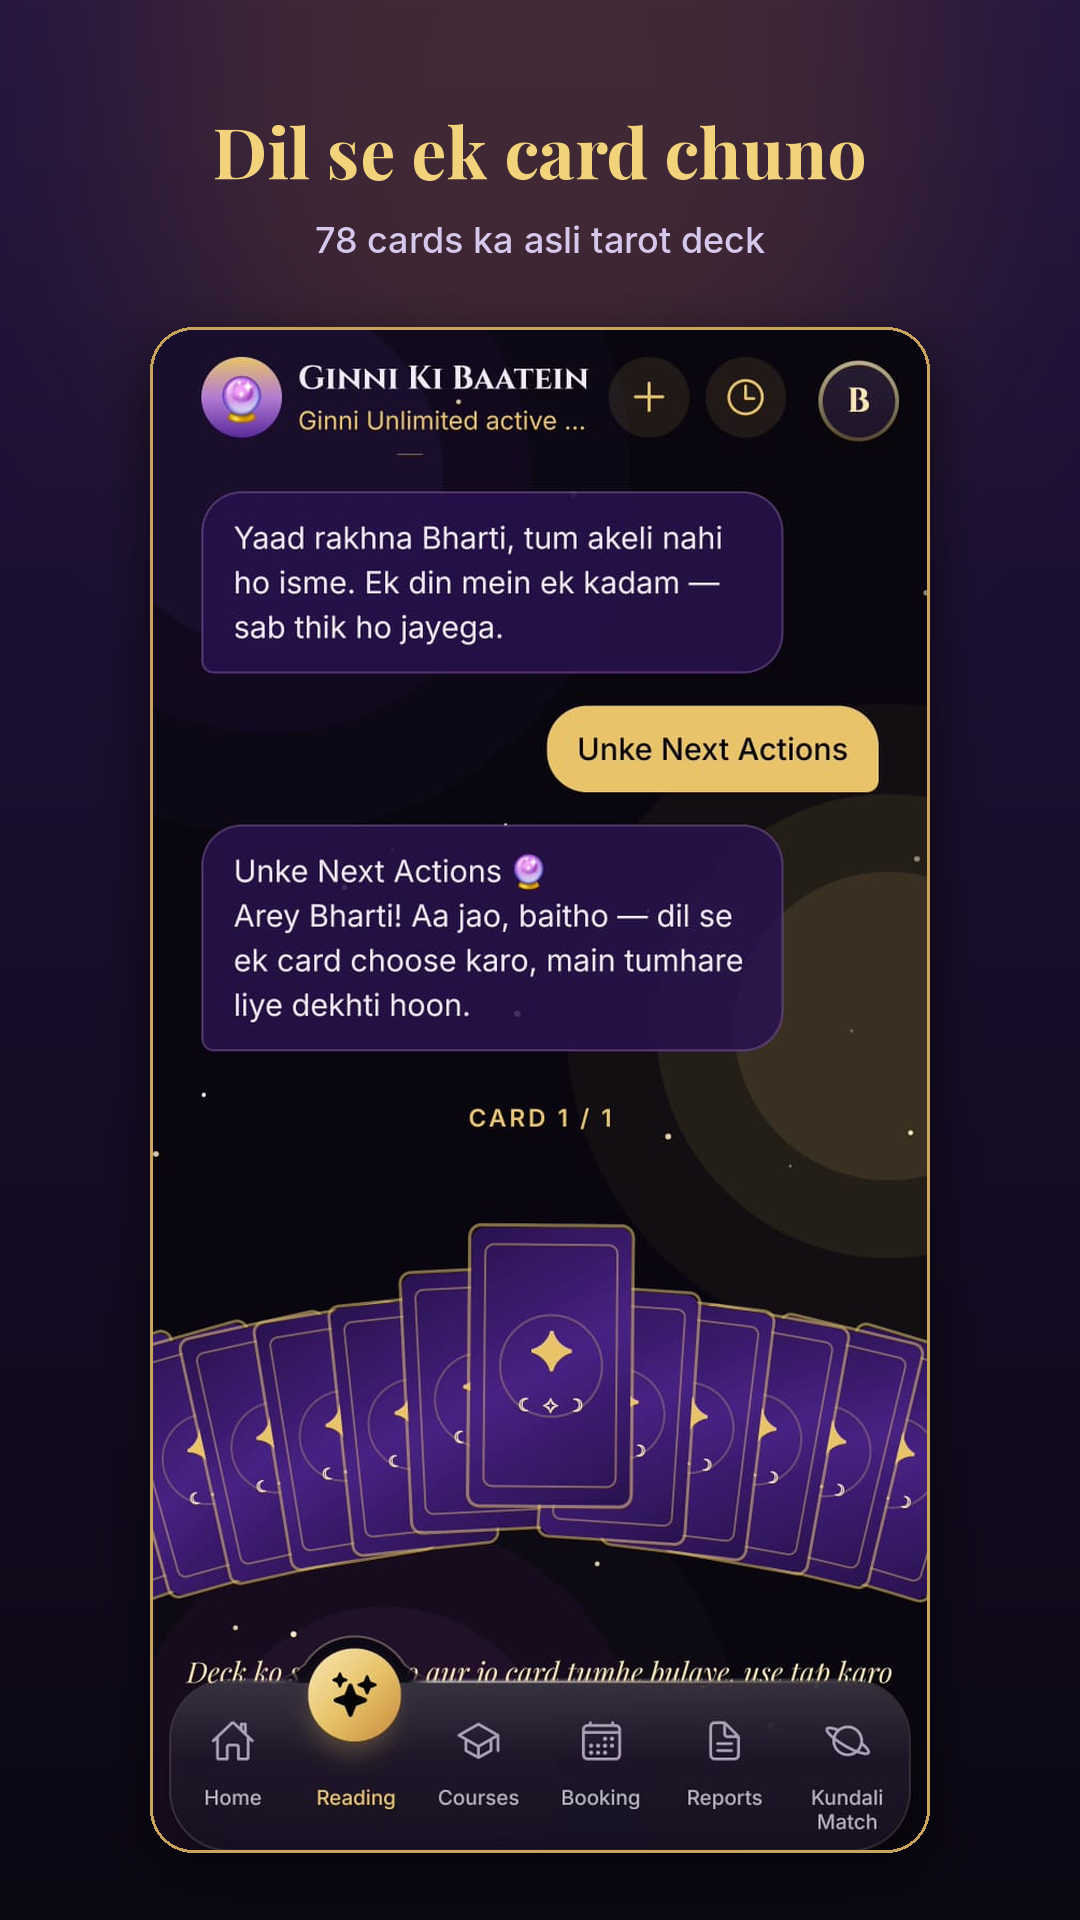 Dil se ek card chuno
78 cards ka asli tarot deck
Ginni Ki Baatein
Ginni Unlimited active ...
B
Yaad rakhna Bharti, tum akeli nahi
ho isme. Ek din mein ek kadam —
sab thik ho jayega.
Unke Next Actions
Unke Next Actions 🔮
Arey Bharti! Aa jao, baitho — dil se
ek card choose karo, main tumhare
liye dekhti hoon.
CARD 1 / 1
Deck ko aur jo card tumhe bulaye, use tap karo
Home
Reading
Courses
Booking
Reports
Kundali
Match